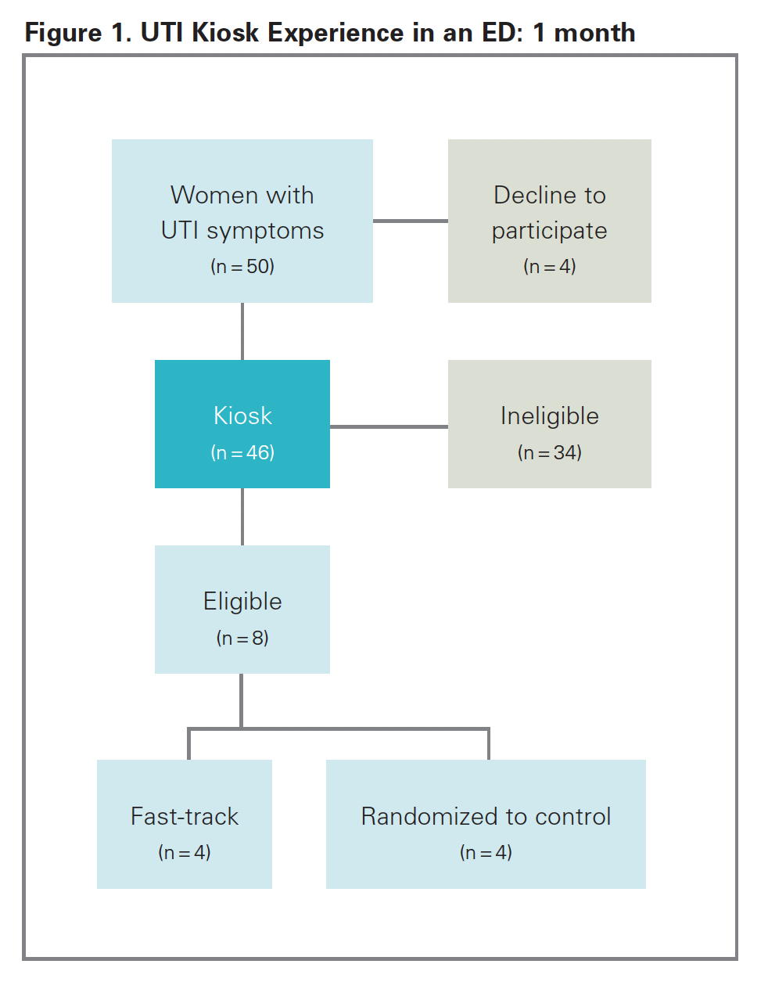 Figure 1. UTI Kiosk Experience in an ED: 1 month
Women with
UTI symptoms
(n = 50)
Decline to
participate
(n = 4)
Kiosk
(n = 46)
Ineligible
(n = 34)
Eligible
(n = 8)
Fast-track
(n = 4)
Randomized to control
(n = 4)